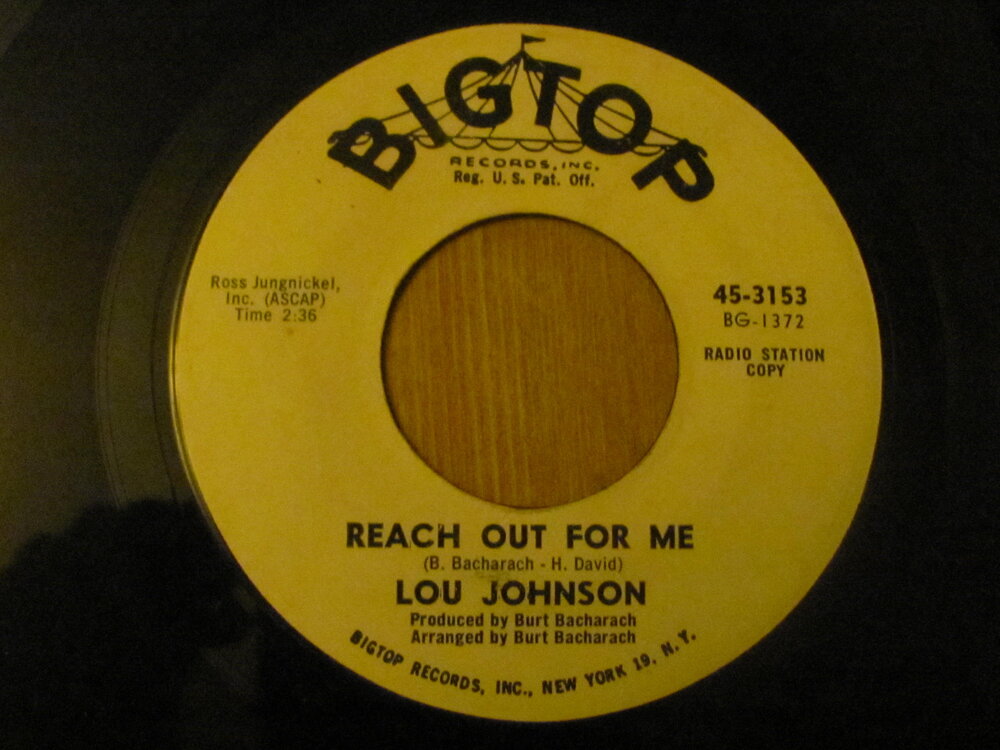 BIGTOP
RECORDS, INC.
Reg. U. S. Pat. Off.
Ross Jungnickel,
Inc. (ASCAP)
Time 2:36
45-3153
BG-1372
RADIO STATION
COPY
REACH OUT FOR ME
(B. Bacharach - H. David)
LOU JOHNSON
Produced by Burt Bacharach
Arranged by Burt Bacharach
BIGTOP RECORDS, INC., NEW YORK 19, N.Y.